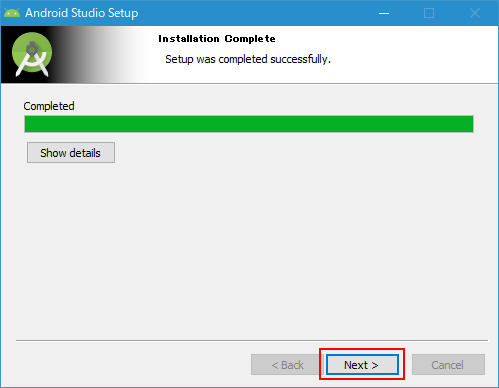 Android Studio Setup
Installation Complete
Setup was completed successfully.
Completed
Show details
< Back
Next >
Cancel